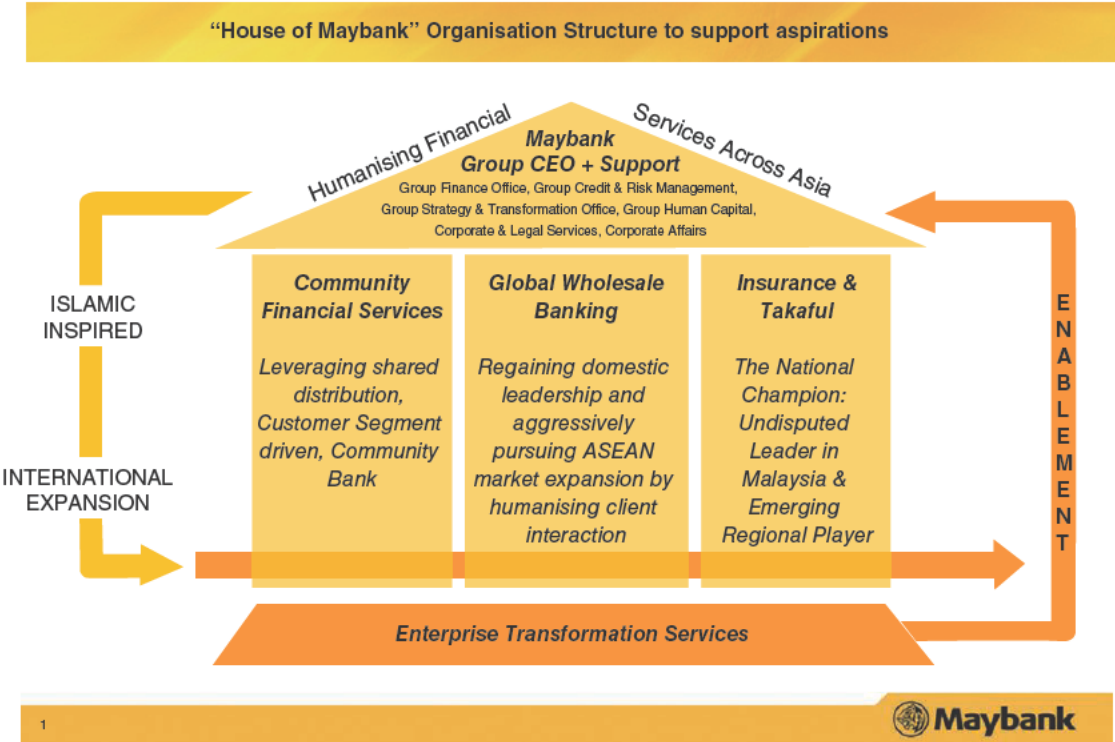 “House of Maybank” Organisation Structure to support aspirations
Humanising Financial
Services Across Asia
Maybank
Group CEO + Support
Group Finance Office, Group Credit & Risk Management,
Group Strategy & Transformation Office, Group Human Capital,
Corporate & Legal Services, Corporate Affairs
ISLAMIC
INSPIRED
INTERNATIONAL
EXPANSION
Community
Financial Services
Leveraging shared
distribution,
Customer Segment
driven, Community
Bank
Global Wholesale
Banking
Regaining domestic
leadership and
aggressively
pursuing ASEAN
market expansion by
humanising client
interaction
Insurance &
Takaful
The National
Champion:
Undisputed
Leader in
Malaysia &
Emerging
Regional Player
ENABLEMENT
Enterprise Transformation Services
1
Maybank